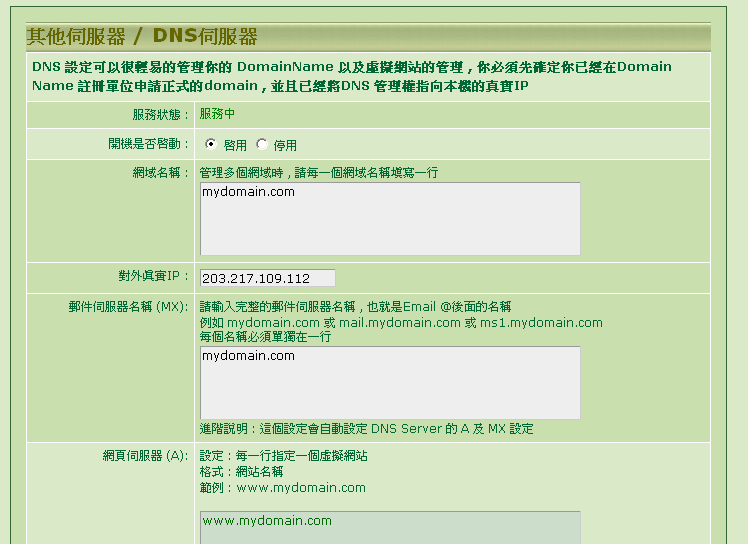 其他伺服器 / DNS伺服器
DNS 設定可以很輕易的管理你的 DomainName 以及虛擬網站的管理，你必須先確定你已經在Domain
Name 註冊單位申請正式的domain，並且已經將DNS 管理權指向本機的真實IP
服務狀態： 服務中
開機是否啓動： 啓用 停用
網域名稱： 管理多個網域時，請每一個網域名稱填寫一行
mydomain.com
對外真實IP： 203.217.109.112
郵件伺服器名稱 (MX): 請輸入完整的郵件伺服器名稱，也就是Email @後面的名稱
例如 mydomain.com 或 mail.mydomain.com 或 ms1.mydomain.com
每個名稱必須單獨在一行
mydomain.com
進階說明：這個設定會自動設定 DNS Server 的 A 及 MX 設定
網頁伺服器 (A): 設定：每一行指定一個虛擬網站
格式：網站名稱
範例：www.mydomain.com
www.mydomain.com